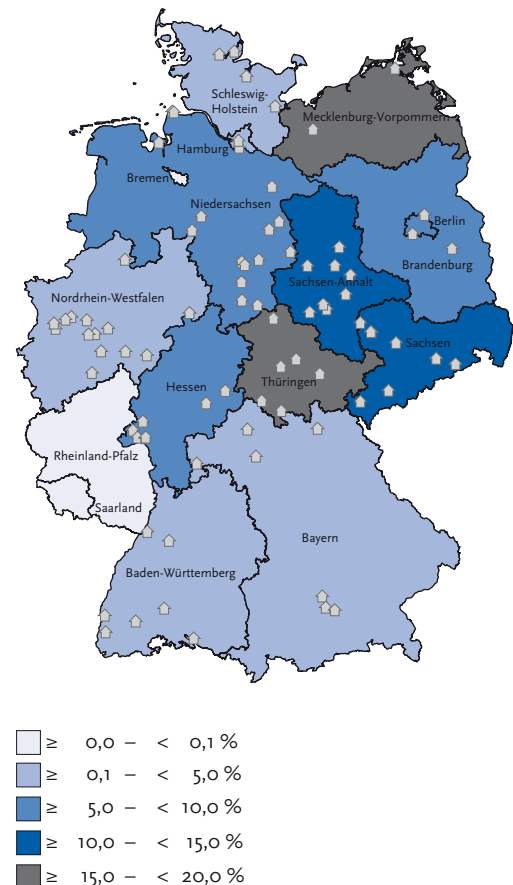 Schleswig-
Holstein
Mecklenburg-Vorpommern
Hamburg
Bremen
Niedersachsen
Berlin
Brandenburg
Sachsen-Anhalt
Nordrhein-Westfalen
Sachsen
Hessen
Thüringen
Rheinland-Pfalz
Saarland
Bayern
Baden-Württemberg
≥ 0,0 – < 0,1 %
≥ 0,1 – < 5,0 %
≥ 5,0 – < 10,0 %
≥ 10,0 – < 15,0 %
≥ 15,0 – < 20,0 %